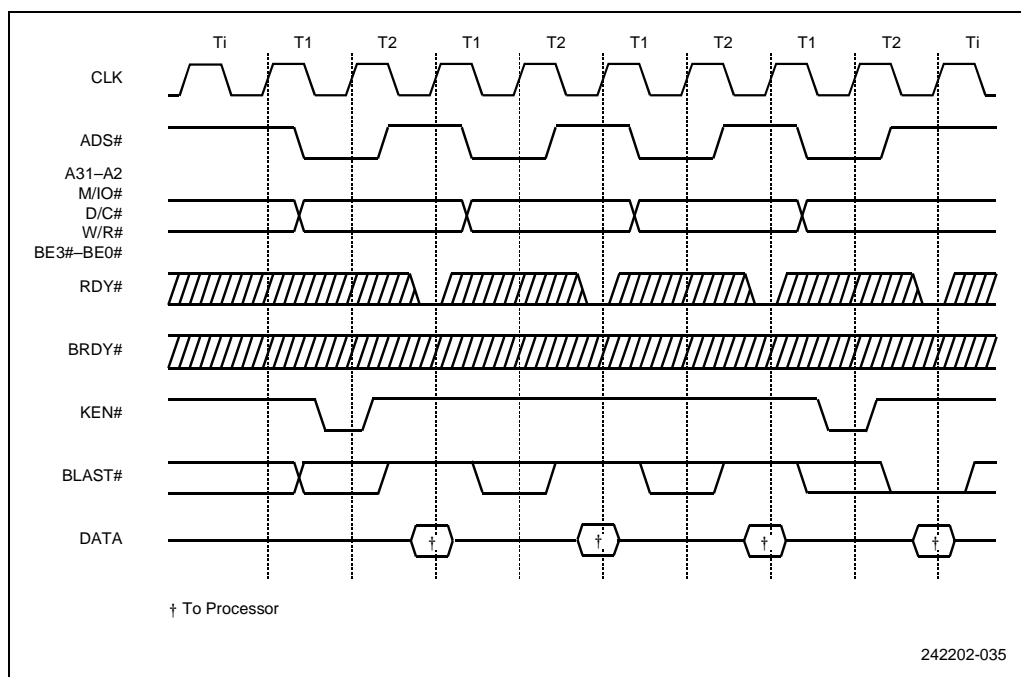 Ti T1 T2 T1 T2 T1 T2 T1 T2 Ti
CLK
ADS#
A31–A2
M/IO#
D/C#
W/R#
BE3#–BE0#
RDY#
BRDY#
KEN#
BLAST#
DATA
† † † †
† To Processor
242202-035